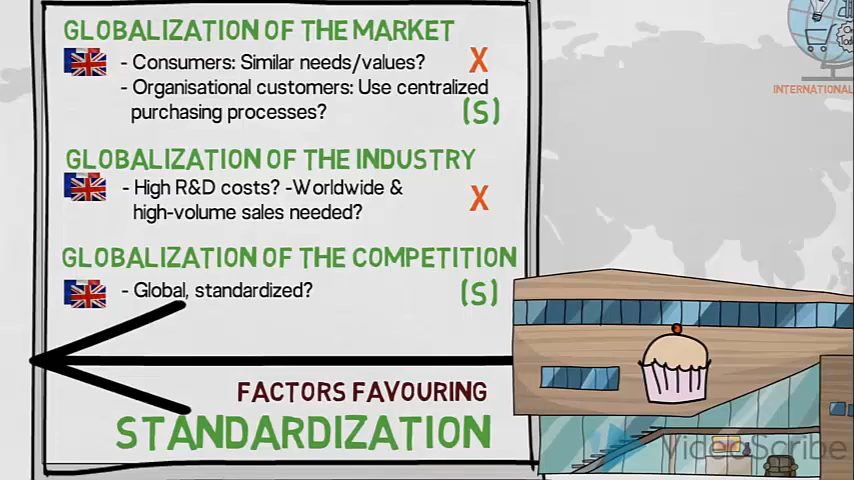 GLOBALIZATION OF THE MARKET
- Consumers: Similar needs/values? X
- Organisational customers: Use centralized
purchasing processes? (S)
GLOBALIZATION OF THE INDUSTRY
- High R&D costs? -Worldwide &
high-volume sales needed? X
GLOBALIZATION OF THE COMPETITION
- Global, standardized? (S)
FACTORS FAVOURING
STANDARDIZATION
INTERNATIONAL
VideoScribe